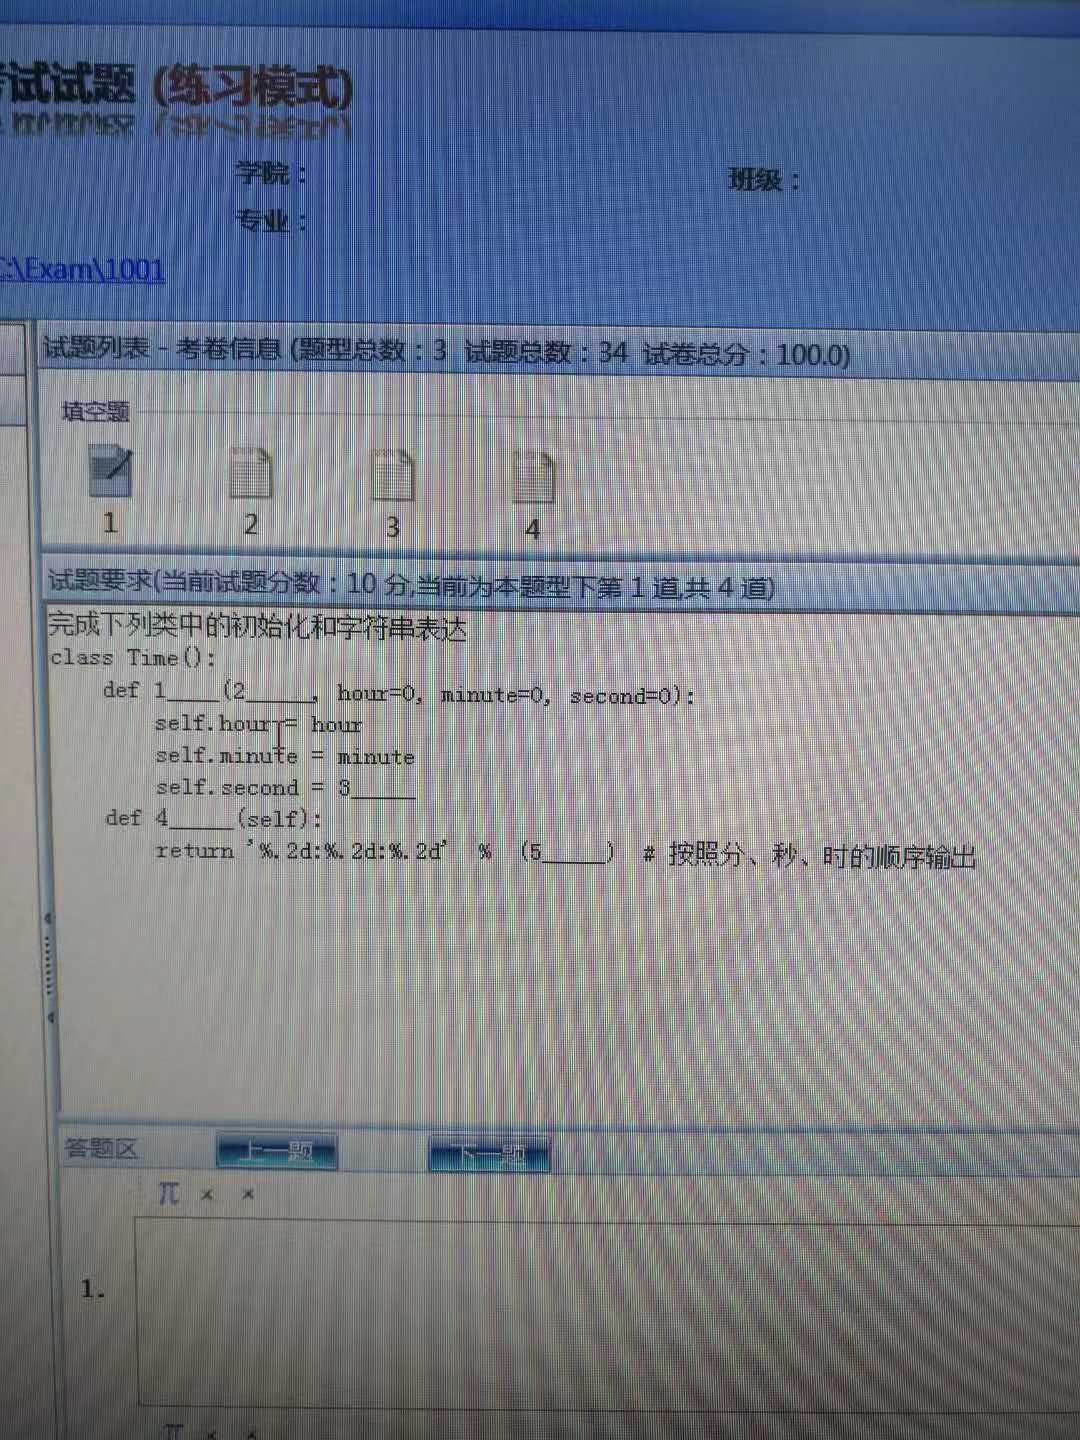 试试题 (练习模式)
学院：
班级：
专业：
C:\Exam\1001
试题列表 - 考卷信息 (题型总数：3 试题总数：34 试卷总分：100.0)
填空题
1 2 3 4
试题要求(当前试题分数：10 分,当前为本题型下第 1 道,共 4 道)
完成下列类中的初始化和字符串表达
class Time():
def 1____(2_____, hour=0, minute=0, second=0):
self.hour = hour
self.minute = minute
self.second = 3_____
def 4_____(self):
return '%.2d:%.2d:%.2d' % (5_____) # 按照分、秒、时的顺序输出
答题区 上一题 下一题
π × ×
1.